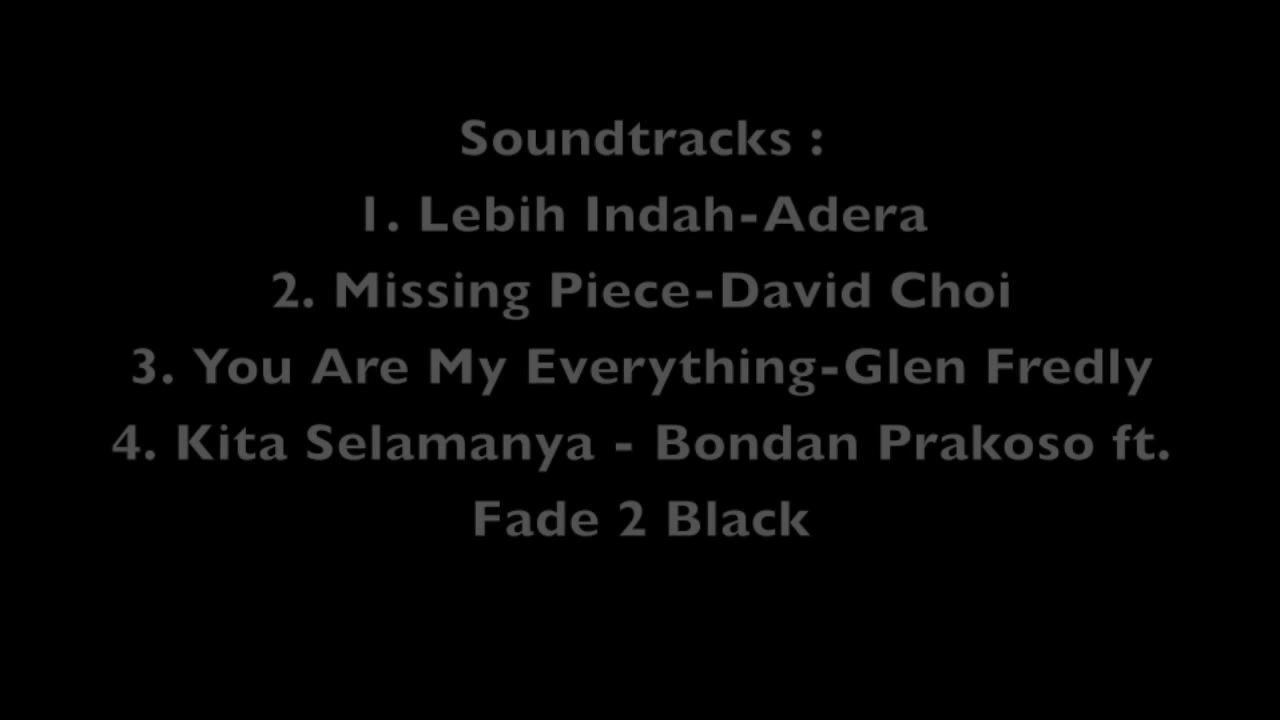 Soundtracks :
1. Lebih Indah-Adera
2. Missing Piece-David Choi
3. You Are My Everything-Glen Fredly
4. Kita Selamanya - Bondan Prakoso ft.
Fade 2 Black